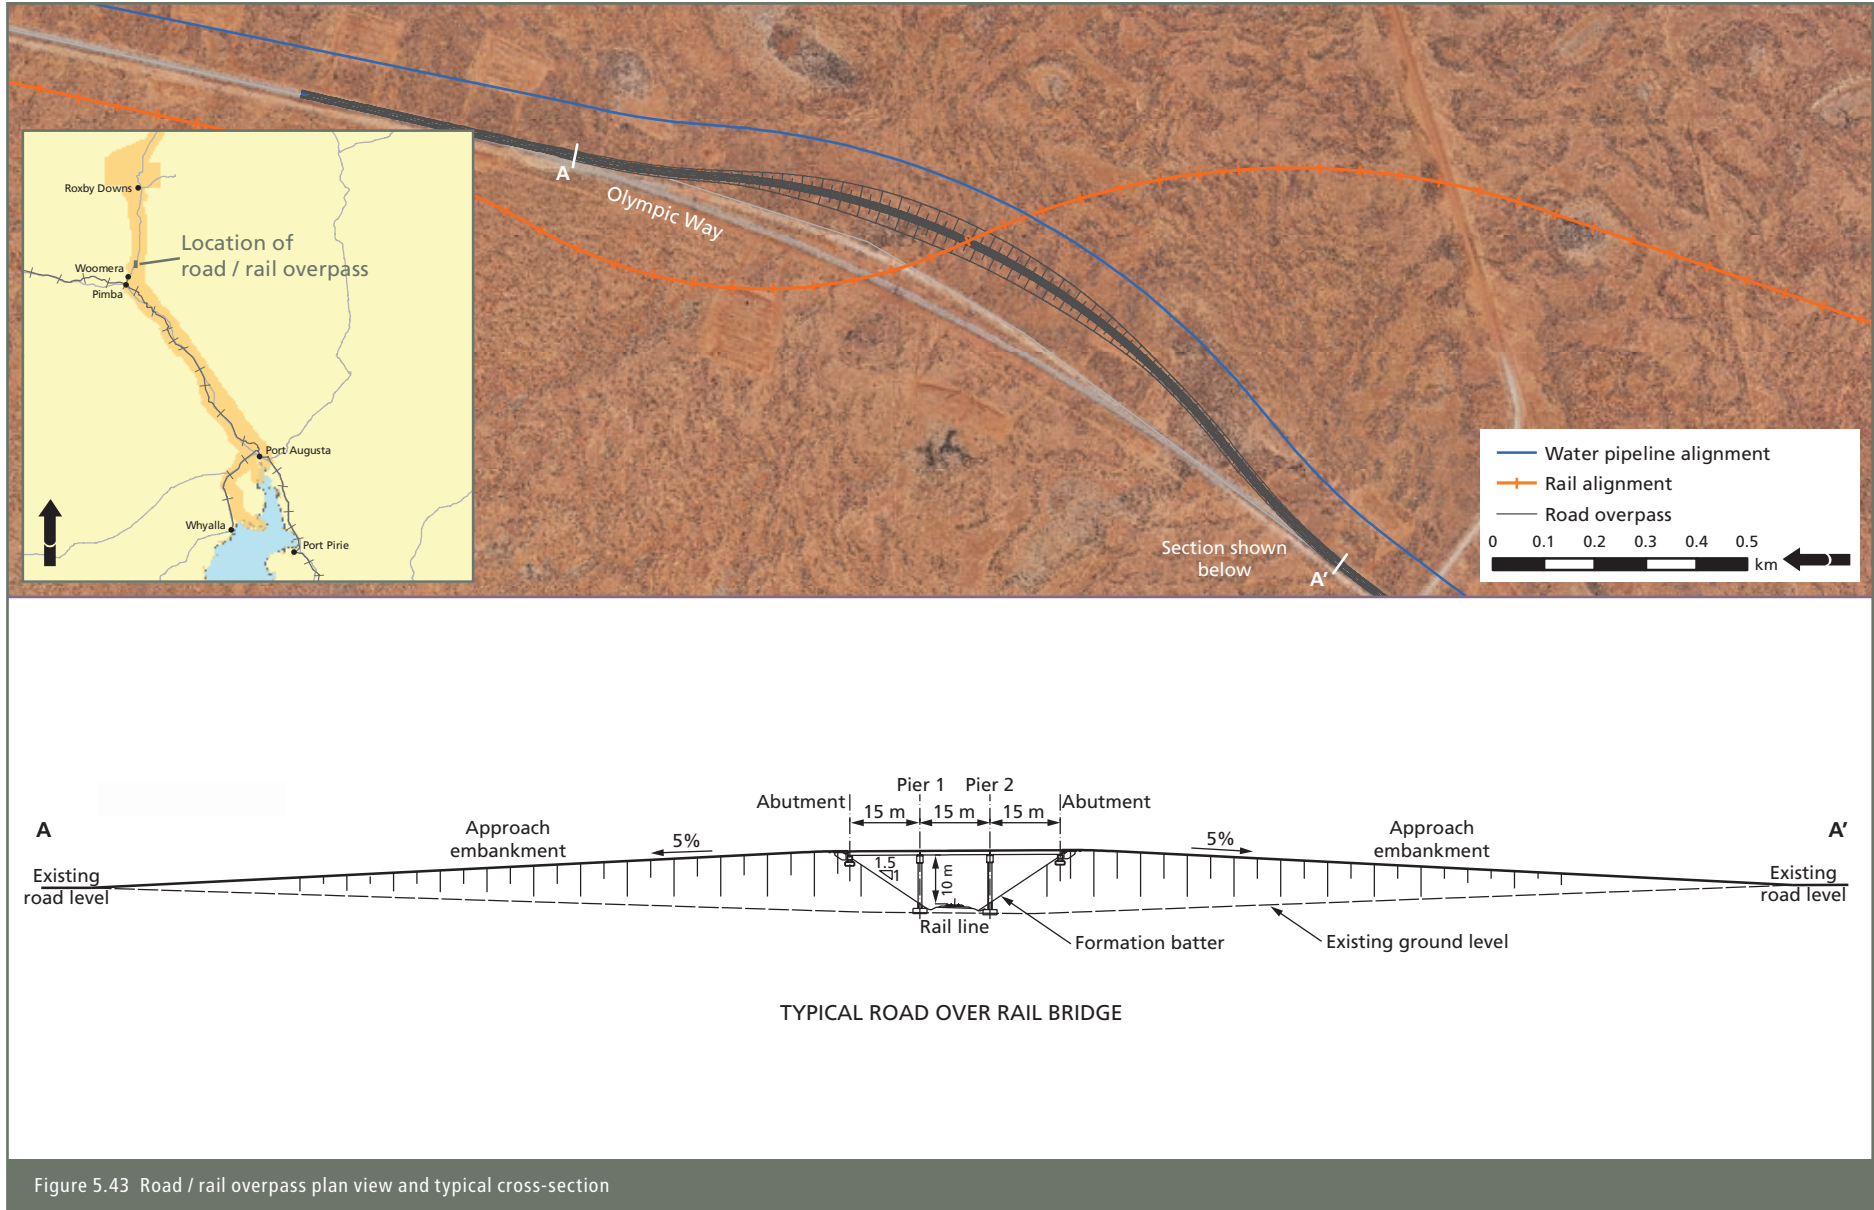 A
Olympic Way
Roxby Downs
Location of
road / rail overpass
Woomera
Pimba
Port Augusta
Whyalla
Port Pirie
Water pipeline alignment
Rail alignment
Road overpass
0 0.1 0.2 0.3 0.4 0.5
km
Section shown
below
A’
Pier 1 Pier 2
Abutment Abutment
15 m 15 m 15 m
A A’
Approach
embankment
5% 5%
Approach
embankment
1.5
1
10 m
Existing
road level
Existing
road level
Rail line
Formation batter
Existing ground level
TYPICAL ROAD OVER RAIL BRIDGE
Figure 5.43 Road / rail overpass plan view and typical cross-section